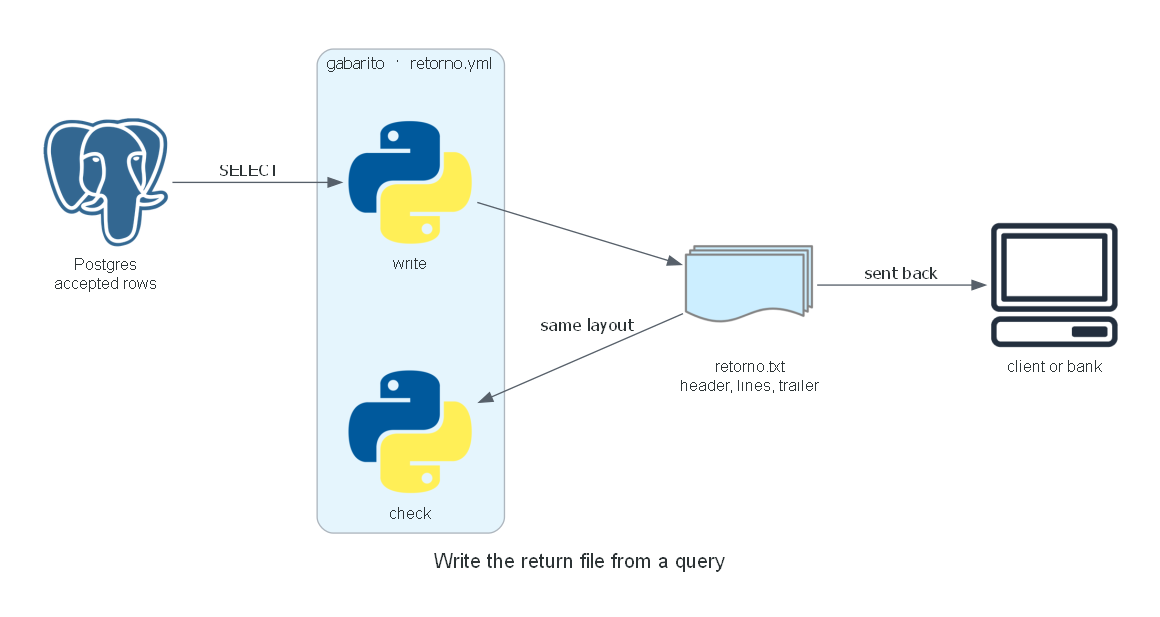 gabarito · retorno.yml
SELECT
Postgres
accepted rows
write
same layout
retorno.txt
header, lines, trailer
sent back
client or bank
check
Write the return file from a query